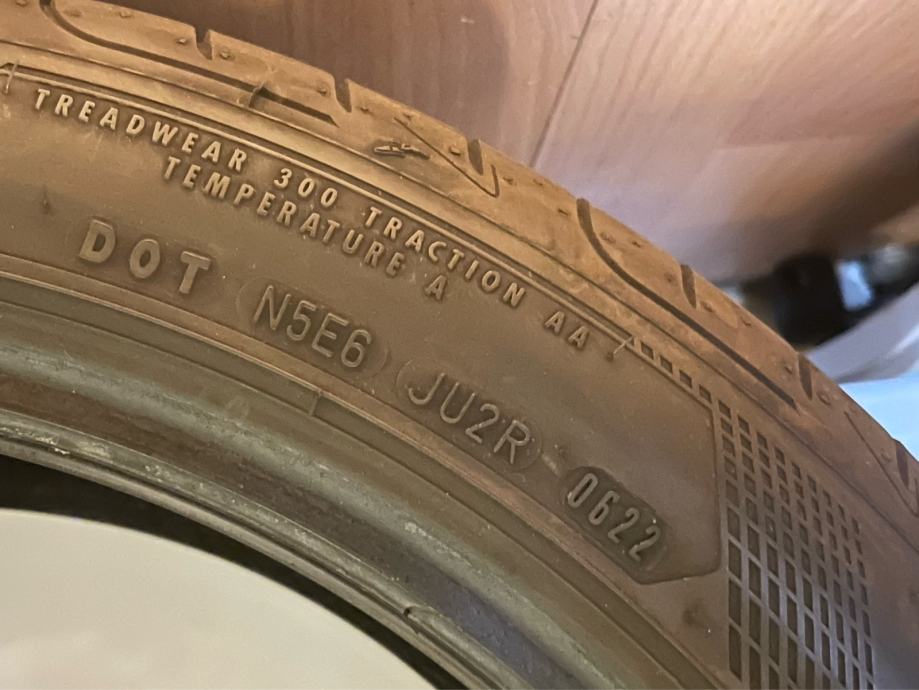 TREADWEAR 300 TRACTION AA
TEMPERATURE A
DOT N5E6 JU2R 0622